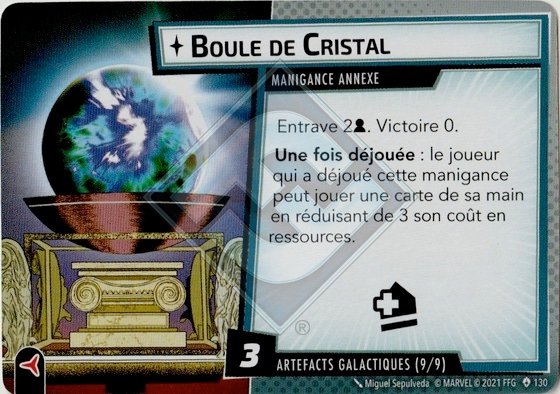 BOULE DE CRISTAL
MANIGANCE ANNEXE
Entrave 2. Victoire 0.
Une fois déjouée : le joueur
qui a déjoué cette manigance
peut jouer une carte de sa main
en réduisant de 3 son coût en
ressources.
®
3
ARTEFACTS GALACTIQUES (9/9)
Miguel Sepulveda © MARVEL © 2021 FFG 130